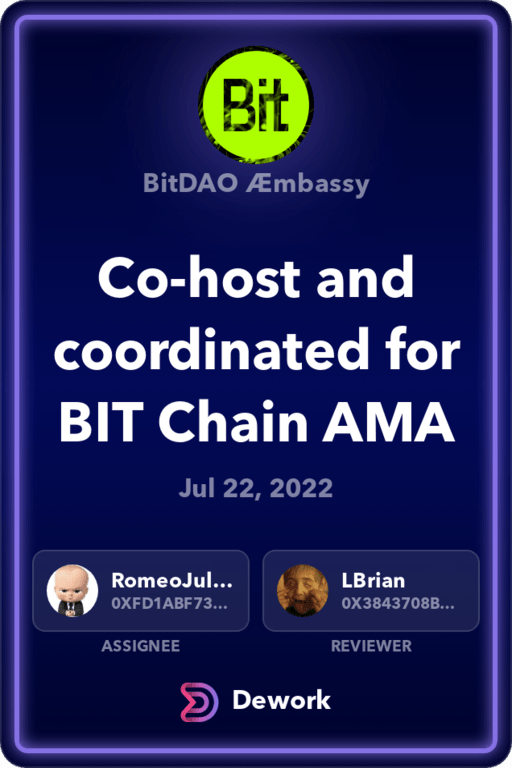 Bit
BitDAO Æmbassy
Co-host and
coordinated for
BIT Chain AMA
Jul 22, 2022
RomeoJul...
0XFD1ABF73...
LBrian
0X3843708B...
ASSIGNEE
REVIEWER
Dework